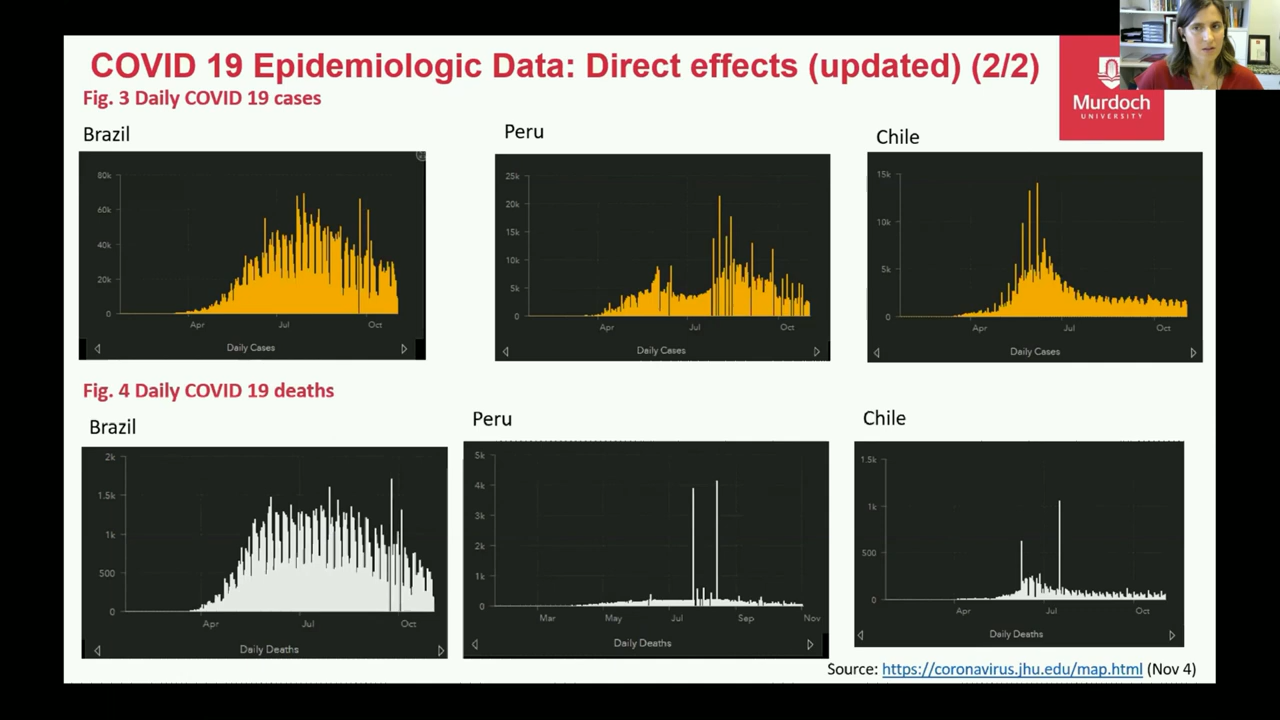 COVID 19 Epidemiologic Data: Direct effects (updated) (2/2)
Murdoch
UNIVERSITY
Fig. 3 Daily COVID 19 cases
Brazil
80k
60k
40k
20k
0
Apr Jul Oct
Daily Cases
Peru
25k
20k
15k
10k
5k
0
Apr Jul Oct
Daily Cases
Chile
15k
10k
5k
0
Apr Jul Oct
Daily Cases
Fig. 4 Daily COVID 19 deaths
Brazil
2k
1.5k
1k
500
0
Apr Jul Oct
Daily Deaths
Peru
5k
4k
3k
2k
1k
0
Mar May Jul Sep Nov
Daily Deaths
Chile
1.5k
1k
500
0
Apr Jul Oct
Daily Deaths
Source: https://coronavirus.jhu.edu/map.html (Nov 4)